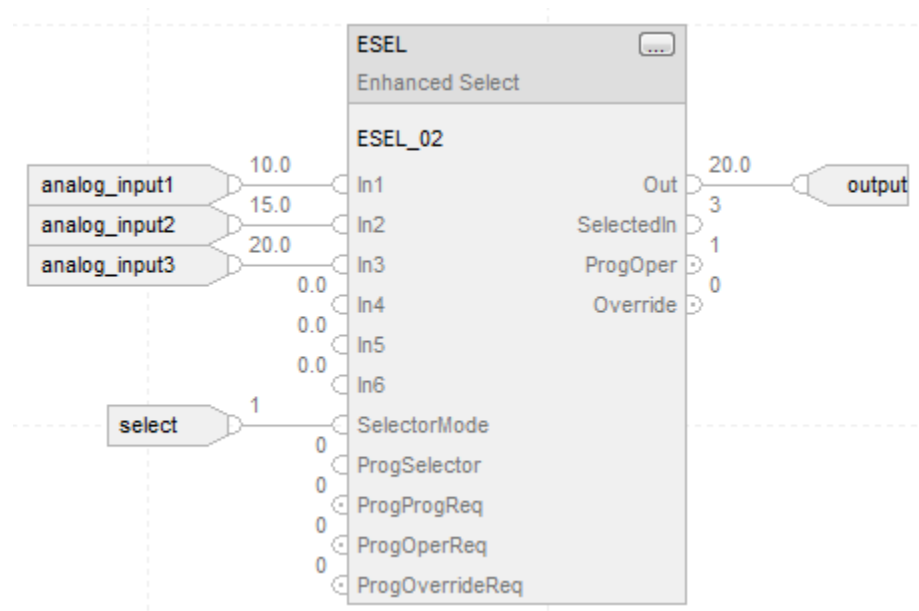 ESEL
...
Enhanced Select
ESEL_02
analog_input1 10.0 In1 Out 20.0 output
analog_input2 15.0 In2 SelectedIn 3
analog_input3 20.0 In3 ProgOper 1
0.0 In4 Override 0
0.0 In5
0.0 In6
select 1 SelectorMode
0 ProgSelector
0 ProgProgReq
0 ProgOperReq
0 ProgOverrideReq